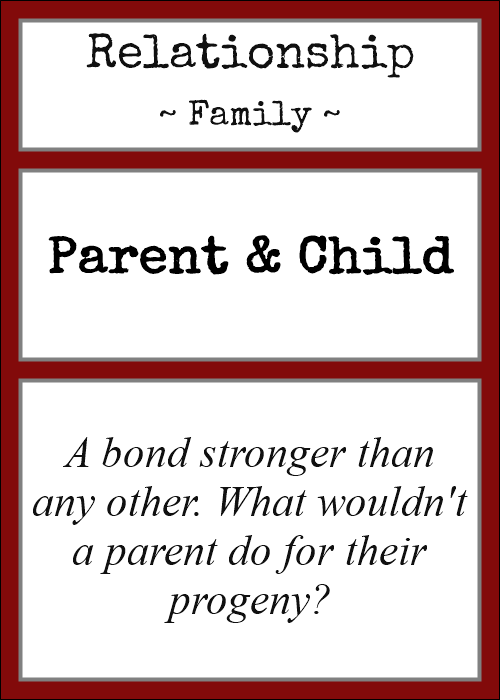 Relationship
~ Family ~
Parent & Child
A bond stronger than
any other. What wouldn't
a parent do for their
progeny?